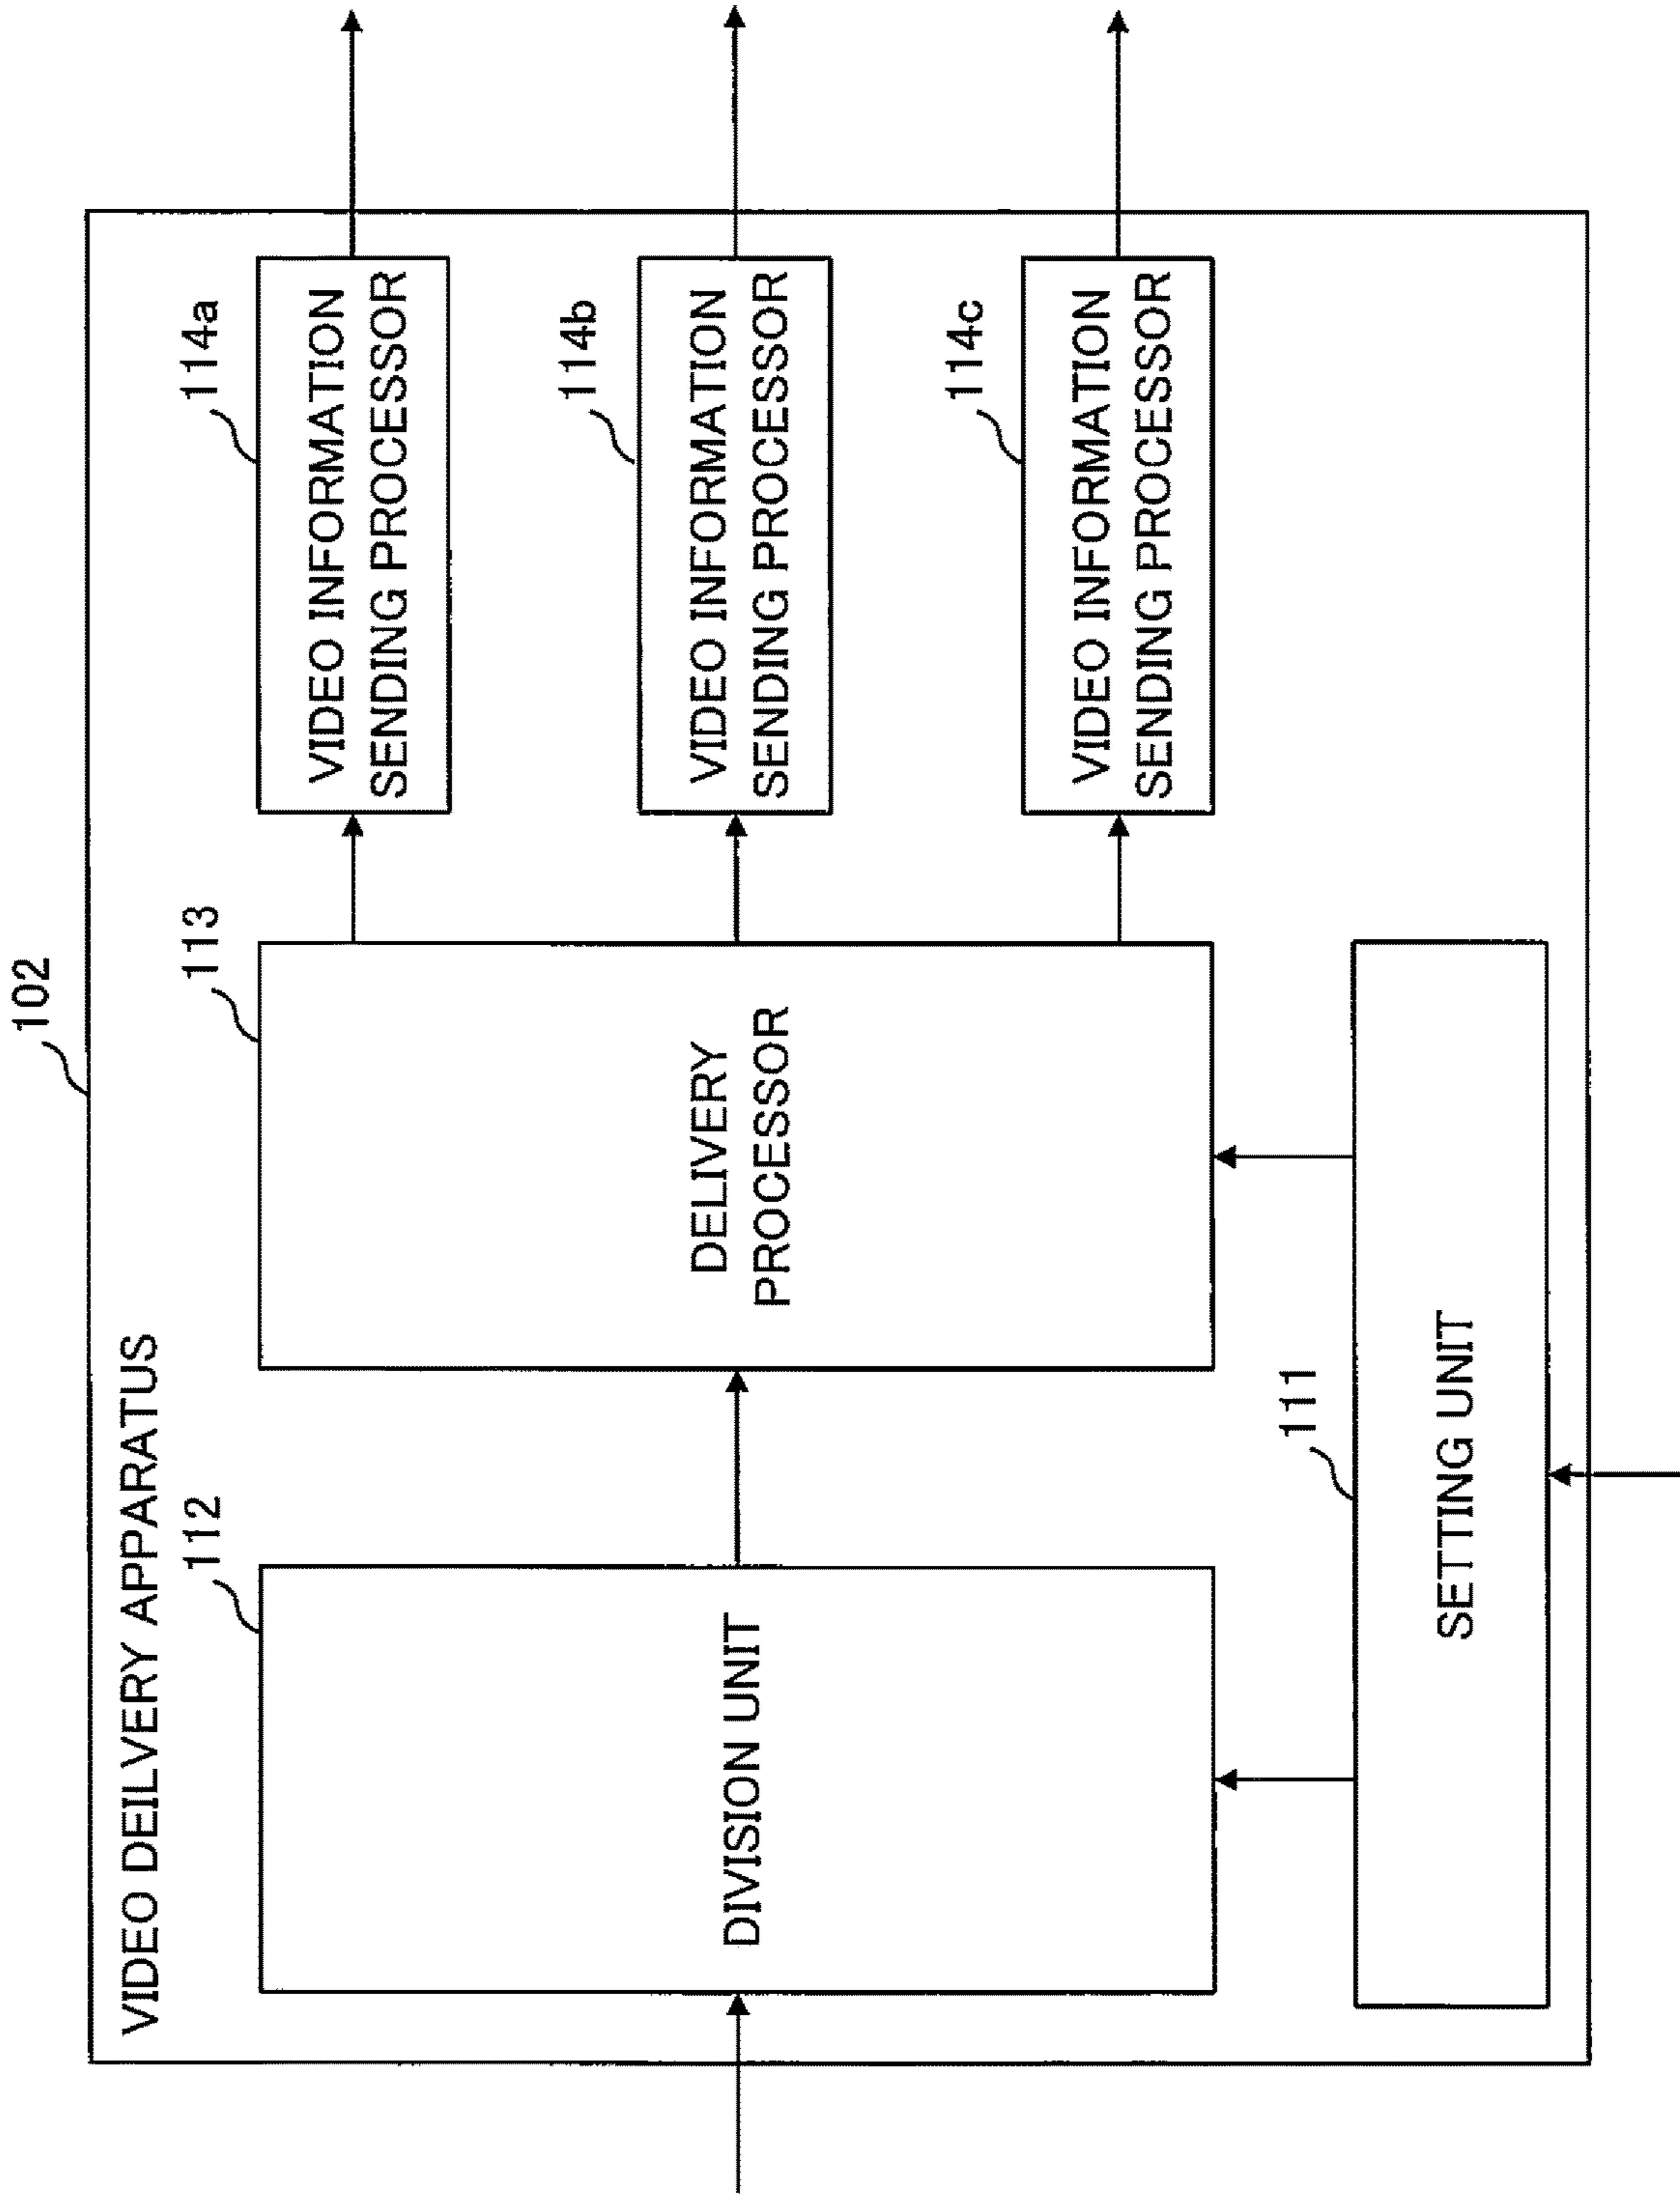 102
VIDEO DEILVERY APPARATUS
112
DIVISION UNIT
113
DELIVERY
PROCESSOR
114a
VIDEO INFORMATION
SENDING PROCESSOR
114b
VIDEO INFORMATION
SENDING PROCESSOR
114c
VIDEO INFORMATION
SENDING PROCESSOR
111
SETTING UNIT